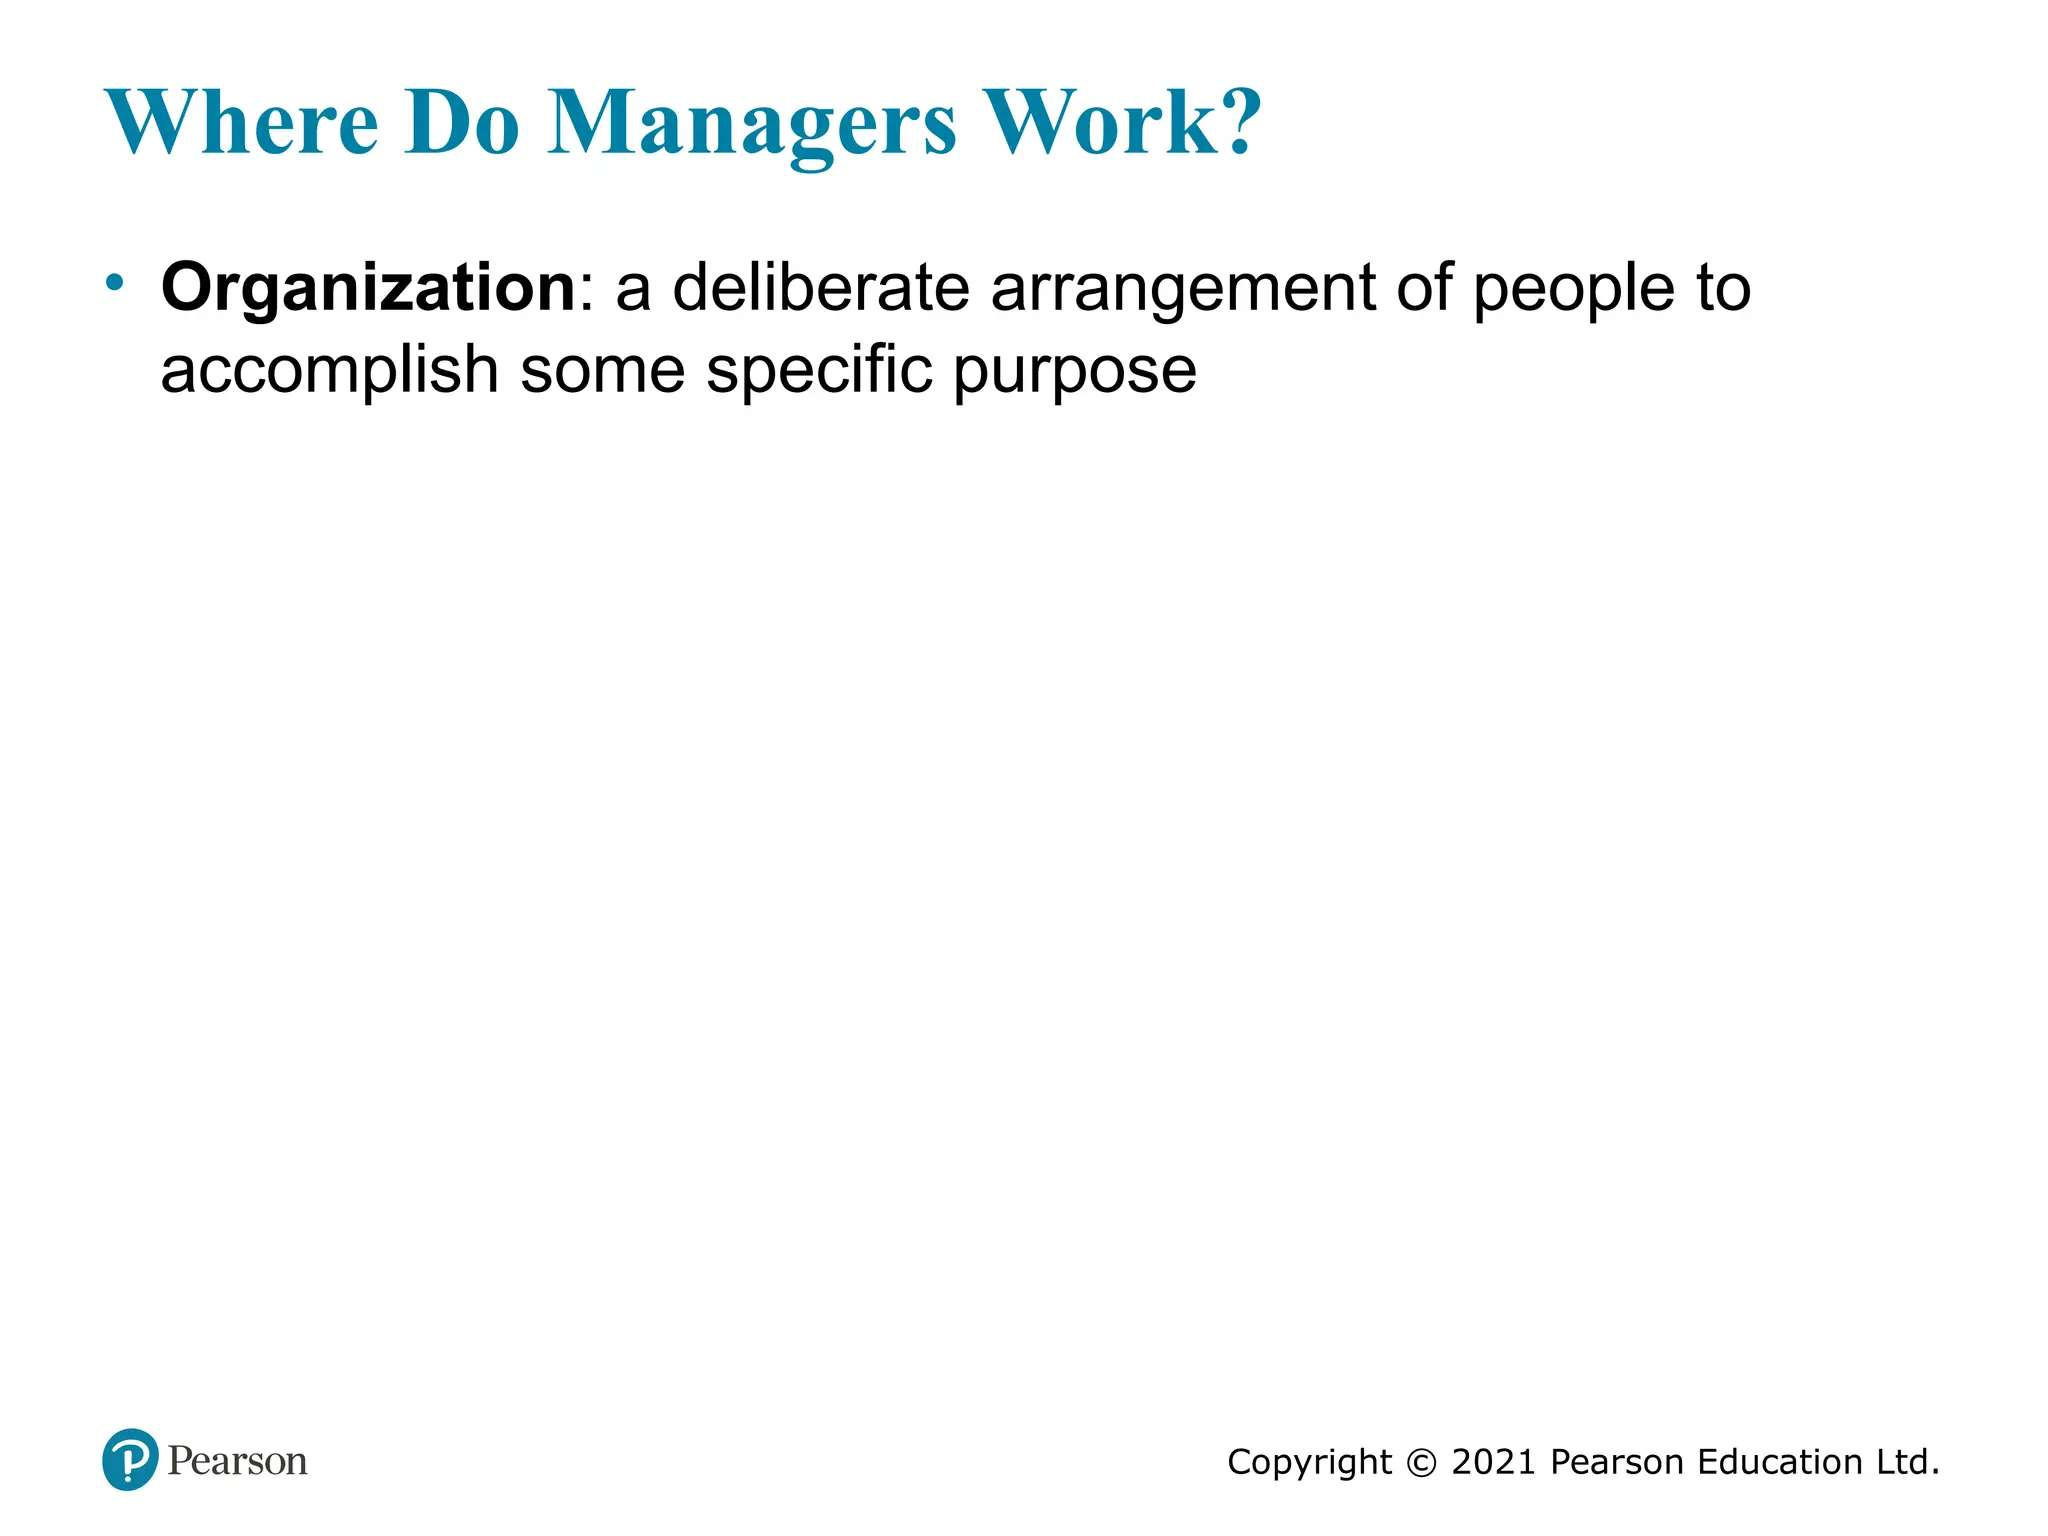 Where Do Managers Work?
• Organization: a deliberate arrangement of people to
accomplish some specific purpose
Pearson
Copyright © 2021 Pearson Education Ltd.